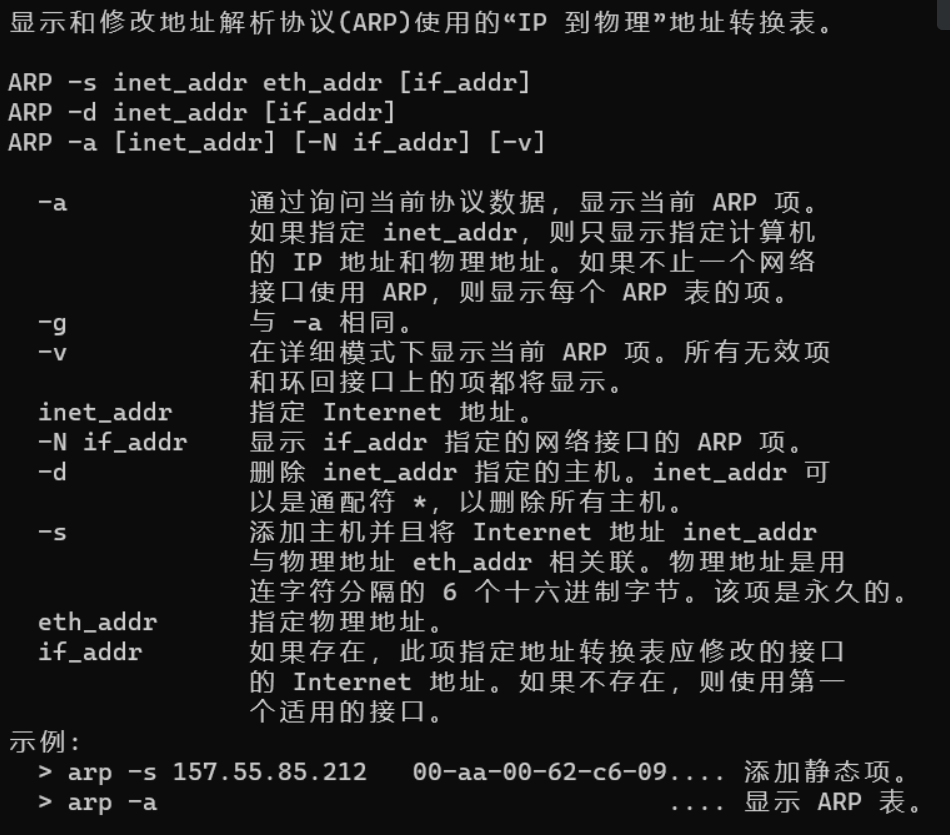 显示和修改地址解析协议(ARP)使用的“IP 到物理”地址转换表。
ARP -s inet_addr eth_addr [if_addr]
ARP -d inet_addr [if_addr]
ARP -a [inet_addr] [-N if_addr] [-v]
-a 通过询问当前协议数据，显示当前 ARP 项。
如果指定 inet_addr，则只显示指定计算机
的 IP 地址和物理地址。如果不止一个网络
接口使用 ARP，则显示每个 ARP 表的项。
-g 与 -a 相同。
-v 在详细模式下显示当前 ARP 项。所有无效项
和环回接口上的项都将显示。
inet_addr 指定 Internet 地址。
-N if_addr 显示 if_addr 指定的网络接口的 ARP 项。
-d 删除 inet_addr 指定的主机。inet_addr 可
以是通配符 *，以删除所有主机。
-s 添加主机并且将 Internet 地址 inet_addr
与物理地址 eth_addr 相关联。物理地址是用
连字符分隔的 6 个十六进制字节。该项是永久的。
eth_addr 指定物理地址。
if_addr 如果存在，此项指定地址转换表应修改的接口
的 Internet 地址。如果不存在，则使用第一
个适用的接口。
示例:
> arp -s 157.55.85.212 00-aa-00-62-c6-09.... 添加静态项。
> arp -a .... 显示 ARP 表。